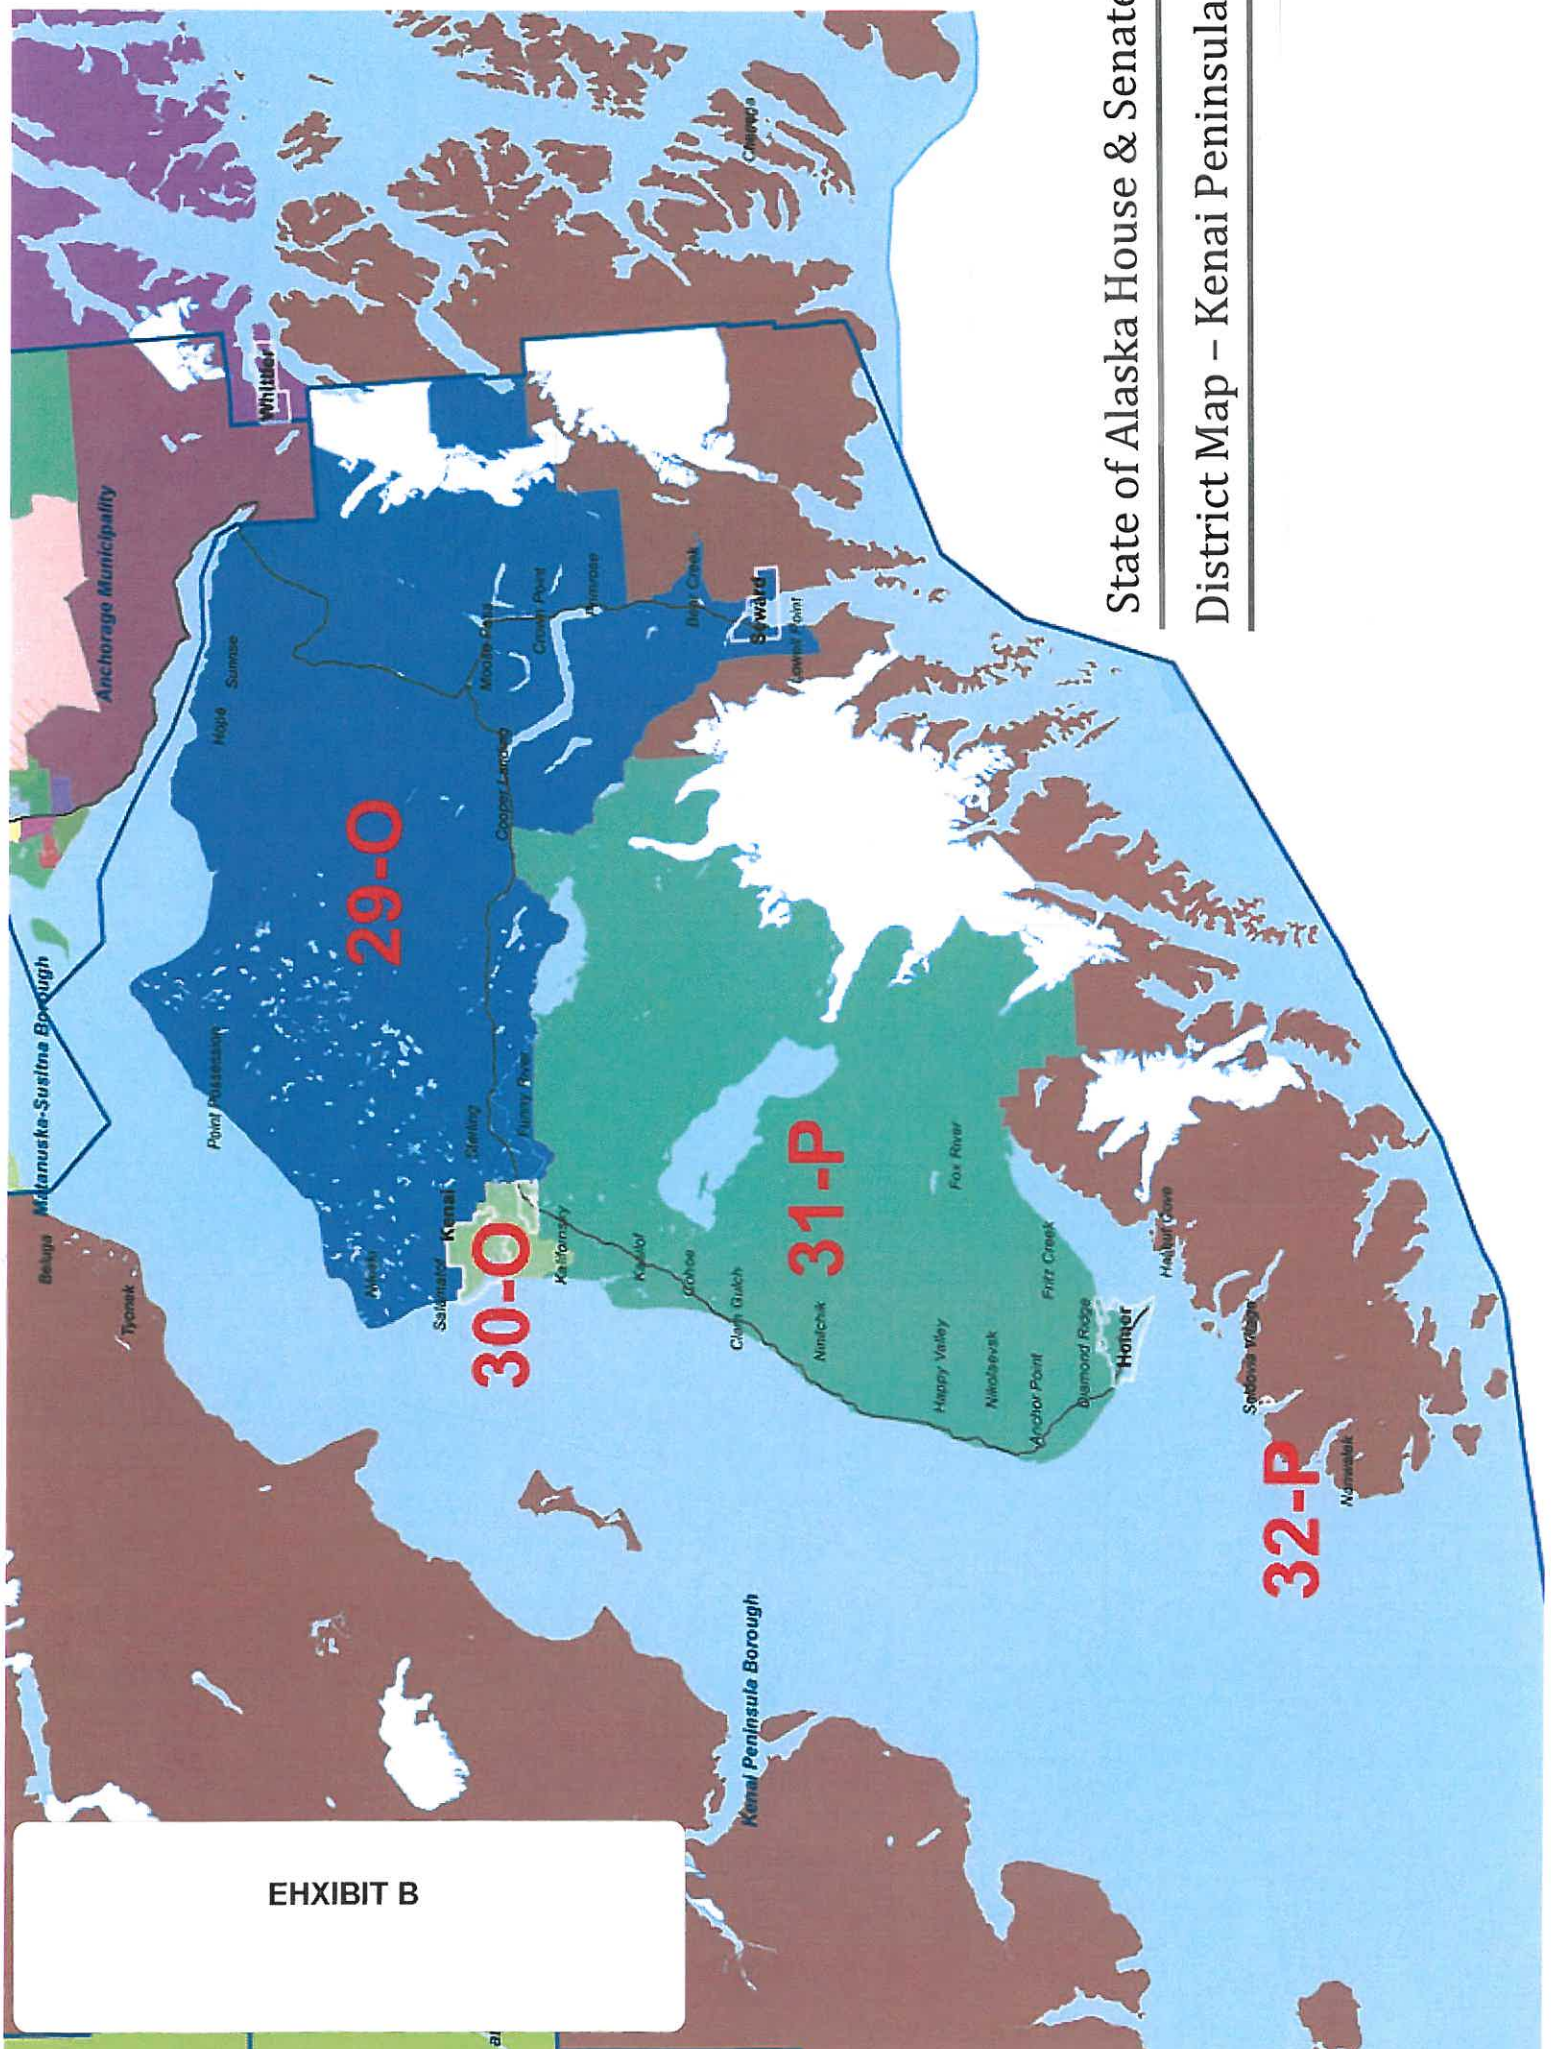 State of Alaska House & Senate
District Map – Kenai Peninsula
EHXIBIT B
Matanuska-Susitna Borough
Anchorage Municipality
Kenai Peninsula Borough
29-O
30-O
31-P
32-P
Whittier
Beluga
Tyonek
Point Possession
Hope
Sunrise
Nikiski
Salamatof
Kenai
Sterling
Funny River
Cooper Landing
Moose Pass
Crown Point
Primrose
Bear Creek
Seward
Lowell Point
Chenega
Kalifornsky
Kasilof
Cohoe
Clam Gulch
Ninilchik
Happy Valley
Nikolaevsk
Anchor Point
Diamond Ridge
Fritz Creek
Fox River
Homer
Halibut Cove
Seldovia Village
Nanwalek